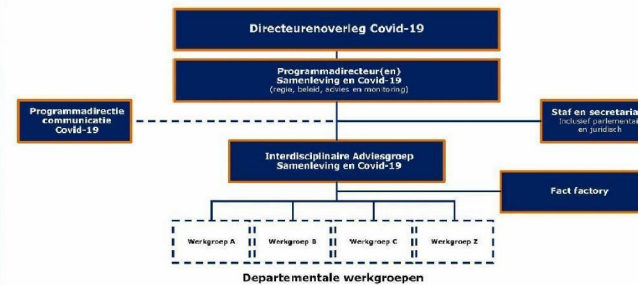 Directeurenoverleg Covid-19
Programmadirecteur(en)
Samenleving en Covid-19
(regie, beleid, advies en monitoring)
Programmadirectie
communicatie
Covid-19
Staf en secretaria
Inclusief parlementai
en juridisch
Interdisciplinaire Adviesgroep
Samenleving en Covid-19
Fact factory
Werkgroep A
Werkgroep B
Werkgroep C
Werkgroep Z
Departementale werkgroepen